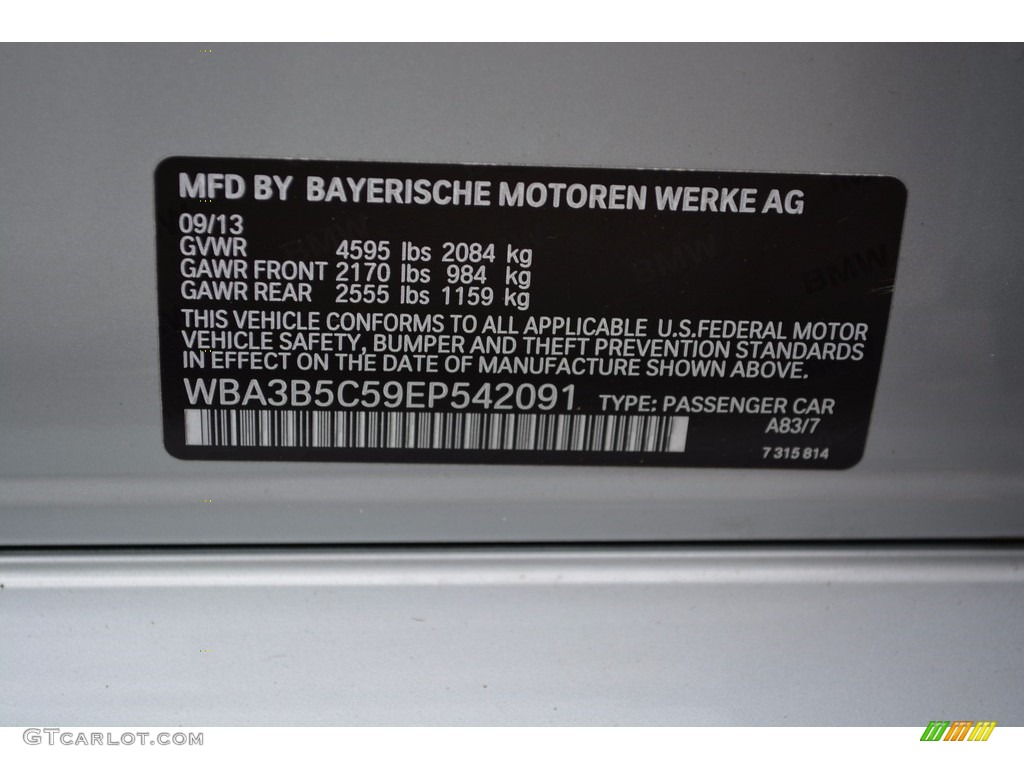 MFD BY BAYERISCHE MOTOREN WERKE AG
09/13
GVWR 4595 lbs 2084 kg
GAWR FRONT 2170 lbs 984 kg
GAWR REAR 2555 lbs 1159 kg
THIS VEHICLE CONFORMS TO ALL APPLICABLE U.S.FEDERAL MOTOR
VEHICLE SAFETY, BUMPER AND THEFT PREVENTION STANDARDS
IN EFFECT ON THE DATE OF MANUFACTURE SHOWN ABOVE.
WBA3B5C59EP542091 TYPE: PASSENGER CAR
A83/7
7 315 814
GTCarLot.com